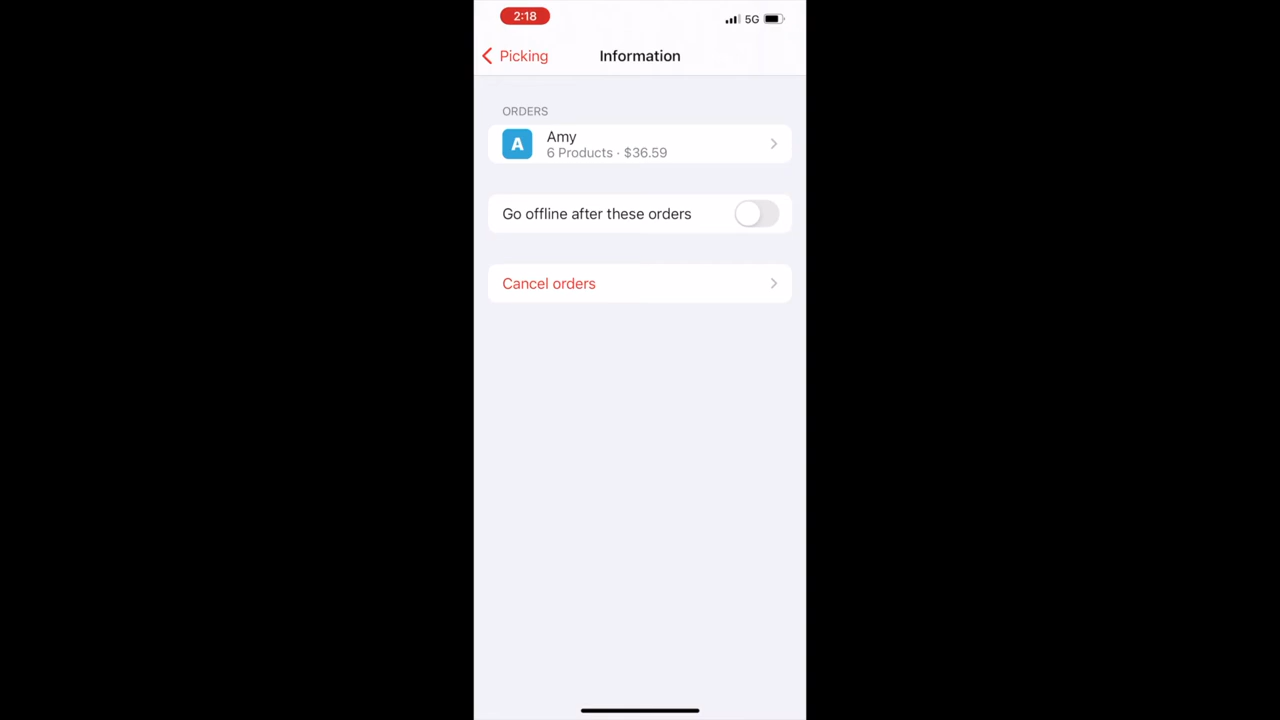 2:18
5G
Picking
Information
ORDERS
A
Amy
6 Products · $36.59
Go offline after these orders
Cancel orders